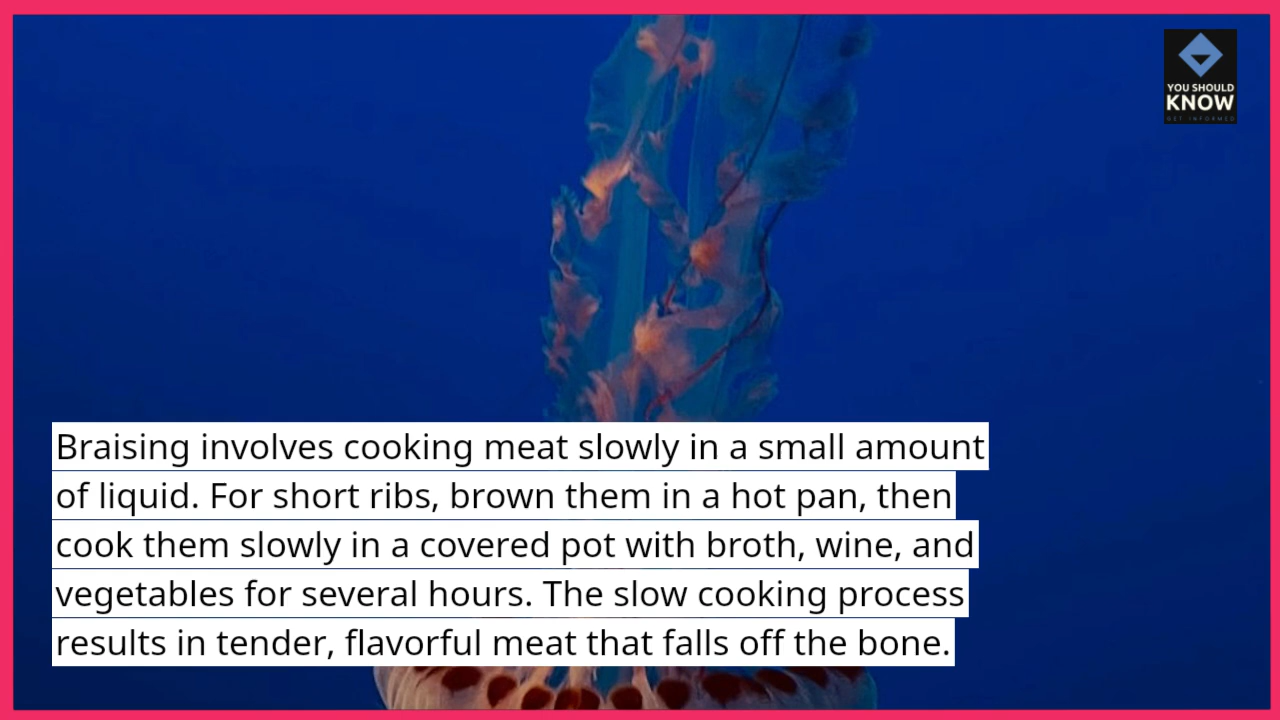 YOU SHOULD
KNOW
GET INFORMED
Braising involves cooking meat slowly in a small amount
of liquid. For short ribs, brown them in a hot pan, then
cook them slowly in a covered pot with broth, wine, and
vegetables for several hours. The slow cooking process
results in tender, flavorful meat that falls off the bone.